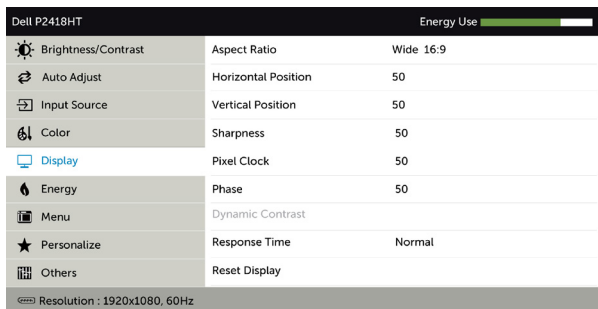 Dell P2418HT Energy Use
Brightness/Contrast Aspect Ratio Wide 16:9
Auto Adjust Horizontal Position 50
Input Source Vertical Position 50
Color Sharpness 50
Display Pixel Clock 50
Energy Phase 50
Menu Dynamic Contrast
Personalize Response Time Normal
Others Reset Display
Resolution : 1920x1080, 60Hz